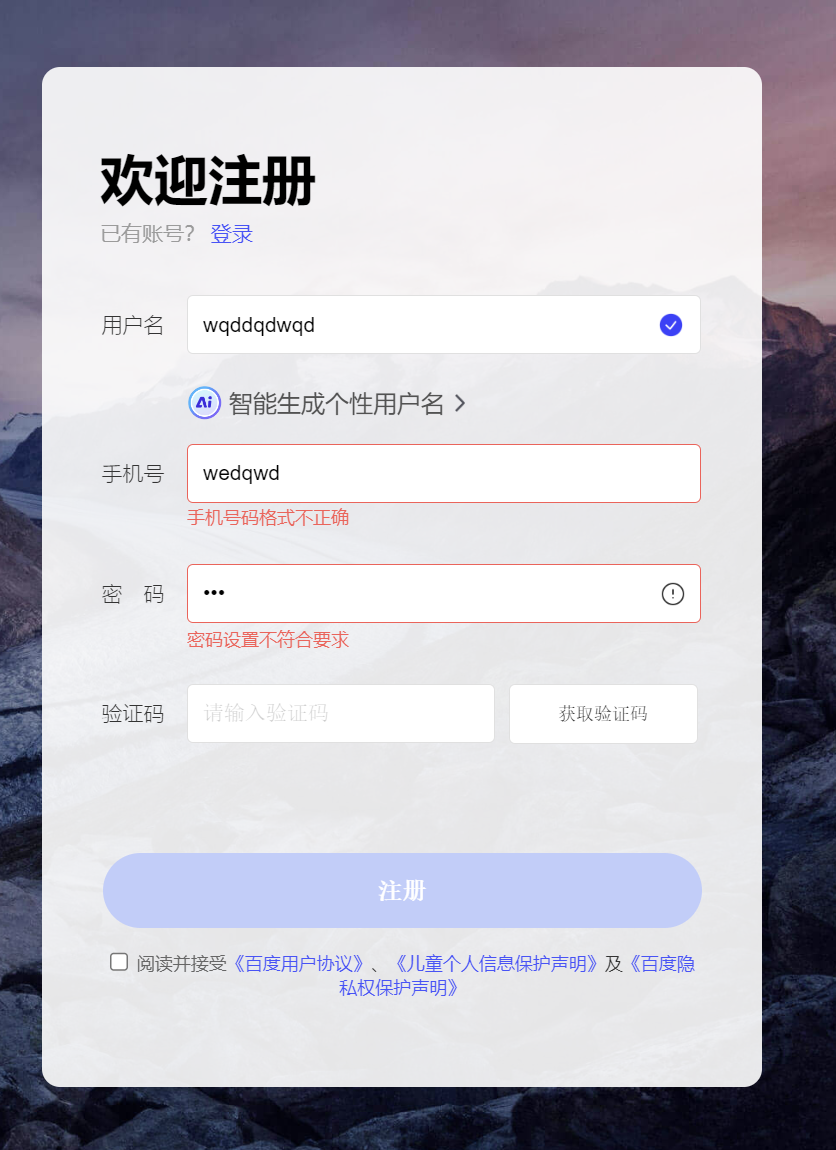 欢迎注册
已有账号? 登录
用户名 wqddqdwqd
Ai 智能生成个性用户名 >
手机号 wedqwd
手机号码格式不正确
密 码 •••
密码设置不符合要求
验证码 请输入验证码 获取验证码
注册
阅读并接受《百度用户协议》、《儿童个人信息保护声明》及《百度隐
私权保护声明》